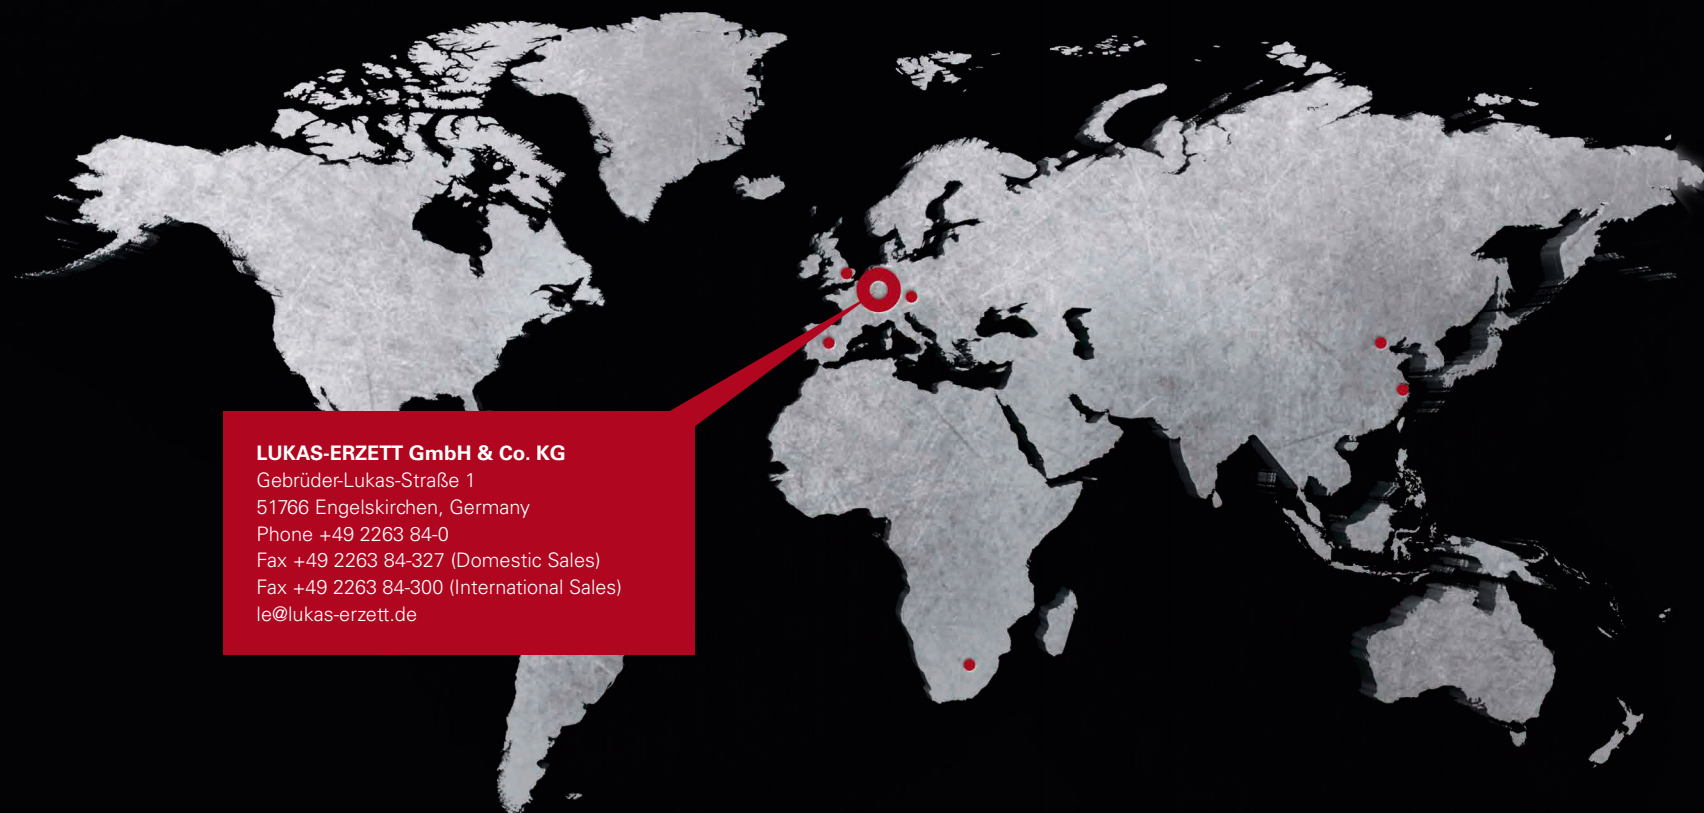 LUKAS-ERZETT GmbH & Co. KG
Gebrüder-Lukas-Straße 1
51766 Engelskirchen, Germany
Phone +49 2263 84-0
Fax +49 2263 84-327 (Domestic Sales)
Fax +49 2263 84-300 (International Sales)
le@lukas-erzett.de